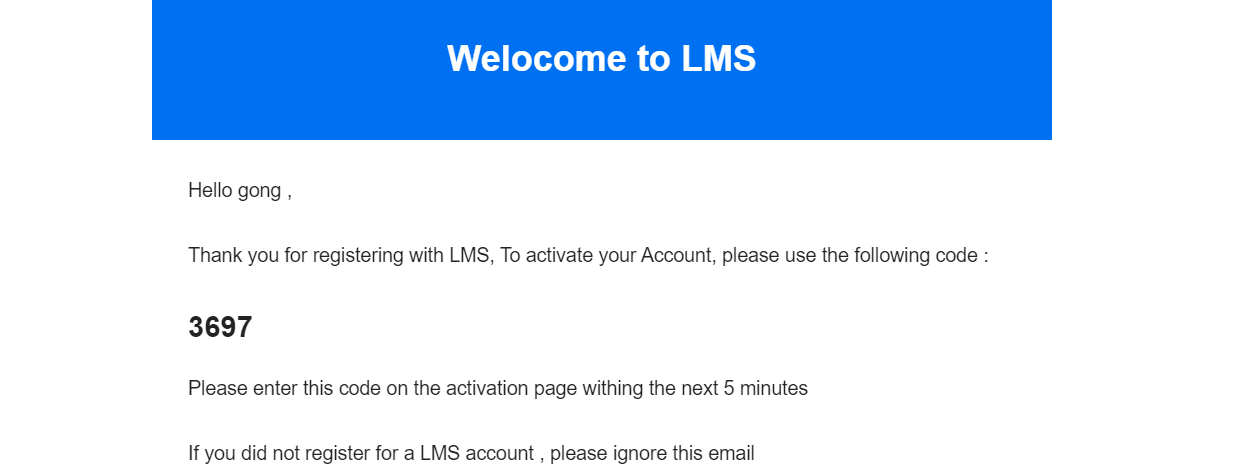 Welocome to LMS
Hello gong ,
Thank you for registering with LMS, To activate your Account, please use the following code :
3697
Please enter this code on the activation page withing the next 5 minutes
If you did not register for a LMS account , please ignore this email